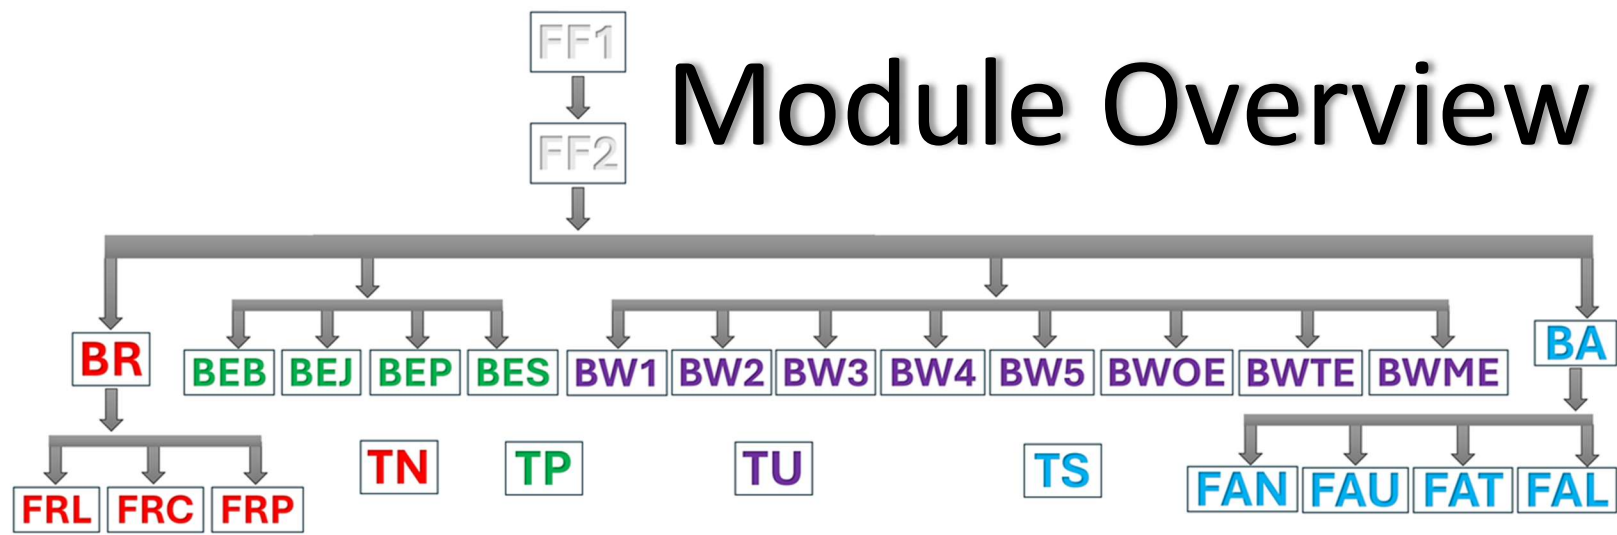 FF1
Module Overview
FF2
BR
BEB BEJ BEP BES BW1 BW2 BW3 BW4 BW5 BWOE BWTE BWME
BA
TN TP TU TS
FRL FRC FRP
FAN FAU FAT FAL